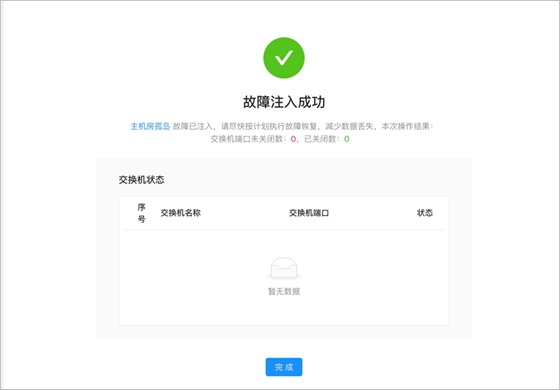 故障注入成功
主机房孤岛 故障已注入，请尽快按计划执行故障恢复，减少数据丢失，本次操作结果：
交换机端口未关闭数：0，已关闭数：0
交换机状态
序号 交换机名称 交换机端口 状态
暂无数据
完 成